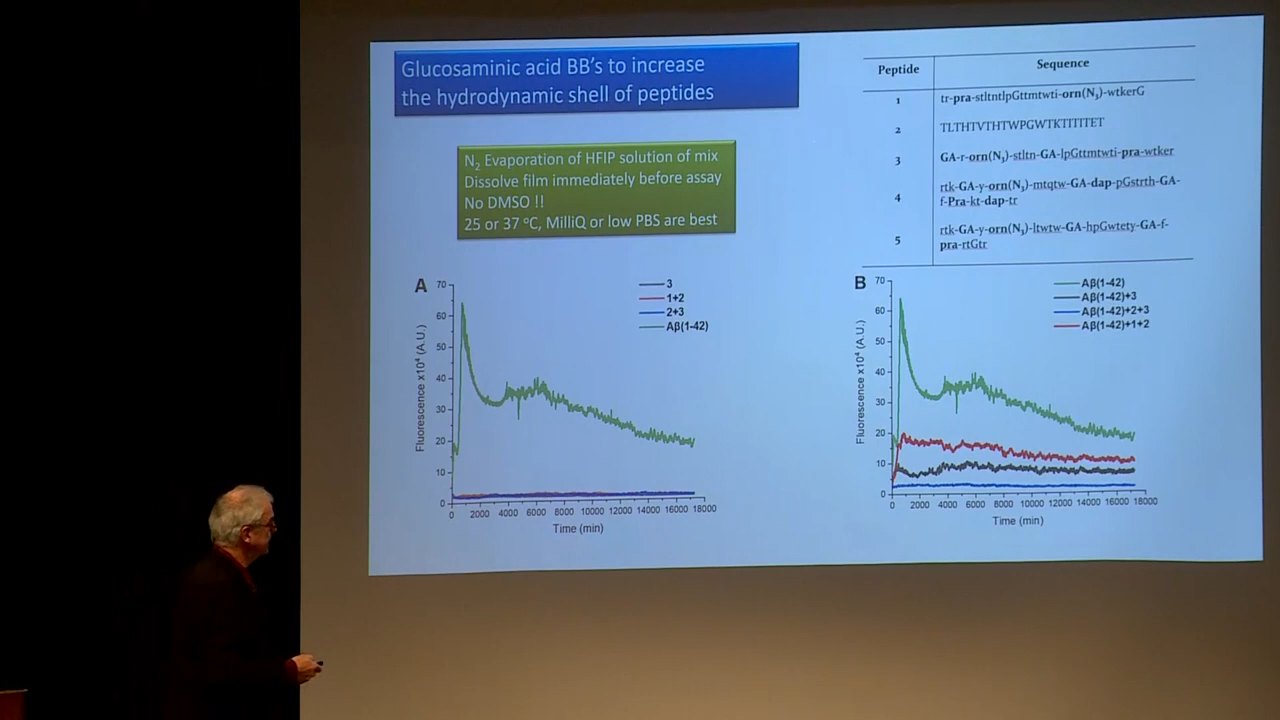 Glucosaminic acid BB's to increase
the hydrodynamic shell of peptides
N₂ Evaporation of HFIP solution of mix
Dissolve film immediately before assay
No DMSO !!
25 or 37 °C, MilliQ or low PBS are best
Peptide Sequence
1 tr-pra-stltntlpGttmtwti-orn(N₃)-wtkerG
2 TLTHTVTHTWPGWTKTITITET
3 GA-r-orn(N₃)-stltn-GA-lpGttmtwti-pra-wtker
4 rtk-GA-y-orn(N₃)-mtqtw-GA-dap-pGstrth-GA-
f-Pra-kt-dap-tr
5 rtk-GA-y-orn(N₃)-ltwtw-GA-hpGwtety-GA-f-
pra-rtGtr
A
3
1+2
2+3
Aβ(1-42)
Fluorescence x10⁴ (A.U.)
70
60
50
40
30
20
10
0
0 2000 4000 6000 8000 10000 12000 14000 16000 18000
Time (min)
B
Aβ(1-42)
Aβ(1-42)+3
Aβ(1-42)+2+3
Aβ(1-42)+1+2
Fluorescence x10⁴ (A.U.)
70
60
50
40
30
20
10
0
0 2000 4000 6000 8000 10000 12000 14000 16000 18000
Time (min)